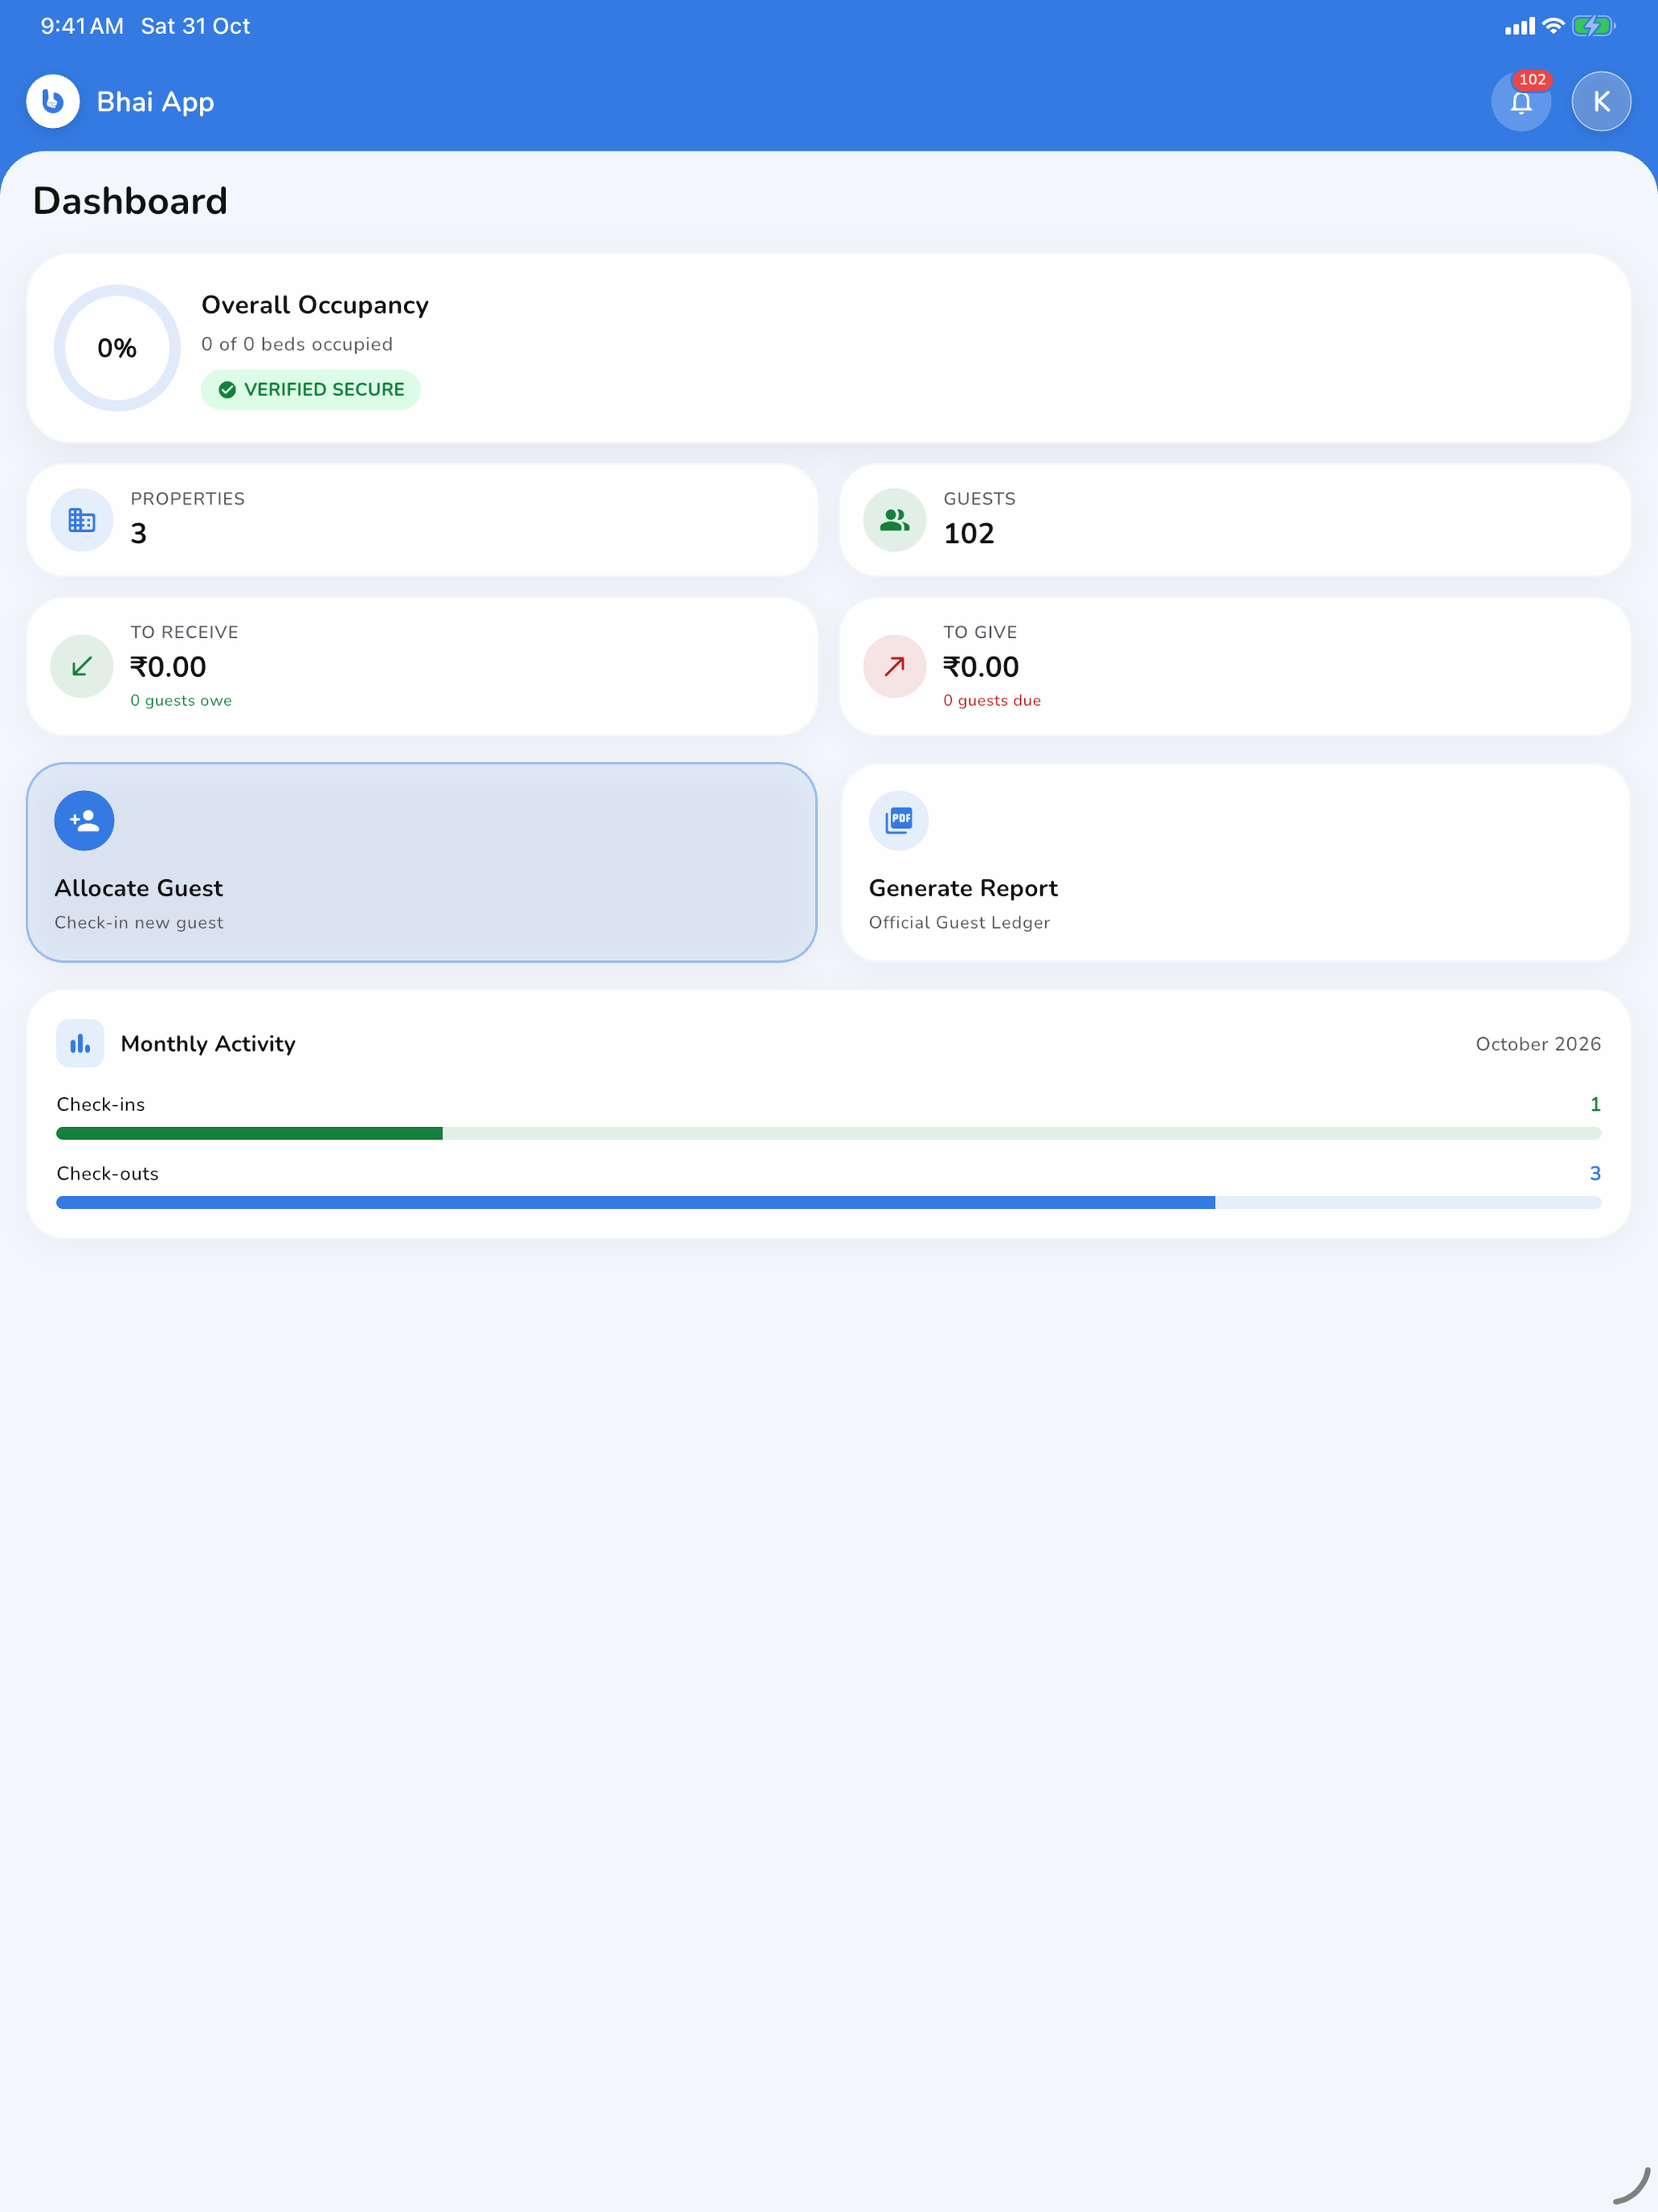 9:41 AM Sat 31 Oct
Bhai App
102
K
Dashboard
0%
Overall Occupancy
0 of 0 beds occupied
VERIFIED SECURE
PROPERTIES
3
GUESTS
102
TO RECEIVE
₹0.00
0 guests owe
TO GIVE
₹0.00
0 guests due
Allocate Guest
Check-in new guest
PDF
Generate Report
Official Guest Ledger
Monthly Activity
October 2026
Check-ins
1
Check-outs
3